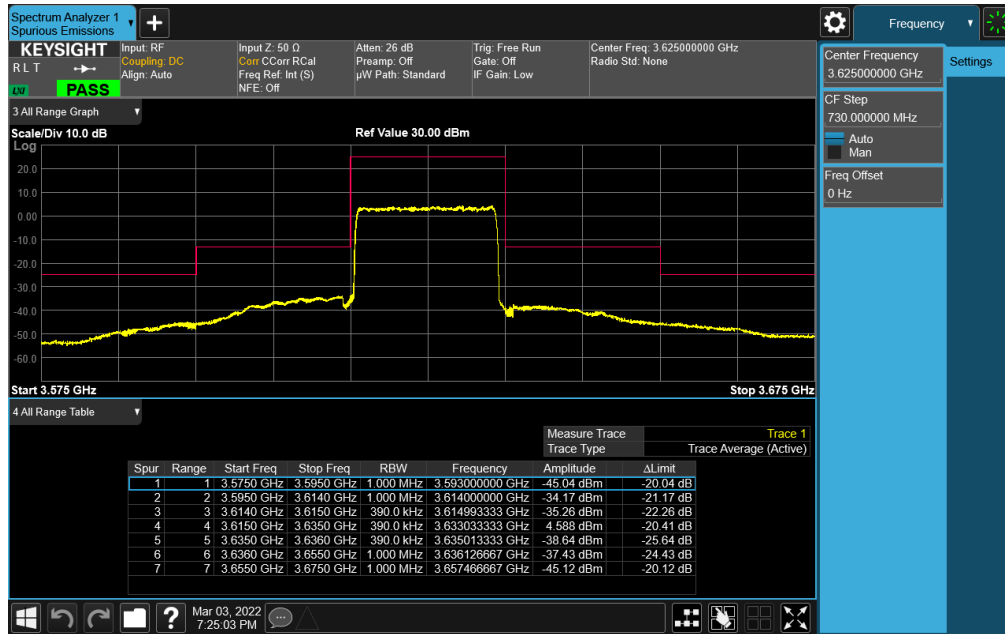 Spectrum Analyzer 1
Spurious Emissions
Frequency
KEYSIGHT
R L T
LXI
PASS
Input: RF
Coupling: DC
Align: Auto
Input Z: 50 Ω
Corr CCorr RCal
Freq Ref: Int (S)
NFE: Off
Atten: 26 dB
Preamp: Off
µW Path: Standard
Trig: Free Run
Gate: Off
IF Gain: Low
Center Freq: 3.625000000 GHz
Radio Std: None
Center Frequency
3.625000000 GHz
Settings
CF Step
730.000000 MHz
Auto
Man
Freq Offset
0 Hz
3 All Range Graph
Scale/Div 10.0 dB
Ref Value 30.00 dBm
Log
20.0
10.0
0.00
-10.0
-20.0
-30.0
-40.0
-50.0
-60.0
Start 3.575 GHz
Stop 3.675 GHz
4 All Range Table
Measure Trace Trace 1
Trace Type Trace Average (Active)
Spur Range Start Freq Stop Freq RBW Frequency Amplitude ΔLimit
1 1 3.5750 GHz 3.5950 GHz 1.000 MHz 3.593000000 GHz -45.04 dBm -20.04 dB
2 2 3.5950 GHz 3.6140 GHz 1.000 MHz 3.614000000 GHz -34.17 dBm -21.17 dB
3 3 3.6140 GHz 3.6150 GHz 390.0 kHz 3.614993333 GHz -35.26 dBm -22.26 dB
4 4 3.6150 GHz 3.6350 GHz 390.0 kHz 3.633033333 GHz 4.588 dBm -20.41 dB
5 5 3.6350 GHz 3.6360 GHz 390.0 kHz 3.635013333 GHz -38.64 dBm -25.64 dB
6 6 3.6360 GHz 3.6550 GHz 1.000 MHz 3.636126667 GHz -37.43 dBm -24.43 dB
7 7 3.6550 GHz 3.6750 GHz 1.000 MHz 3.657466667 GHz -45.12 dBm -20.12 dB
Mar 03, 2022
7:25:03 PM